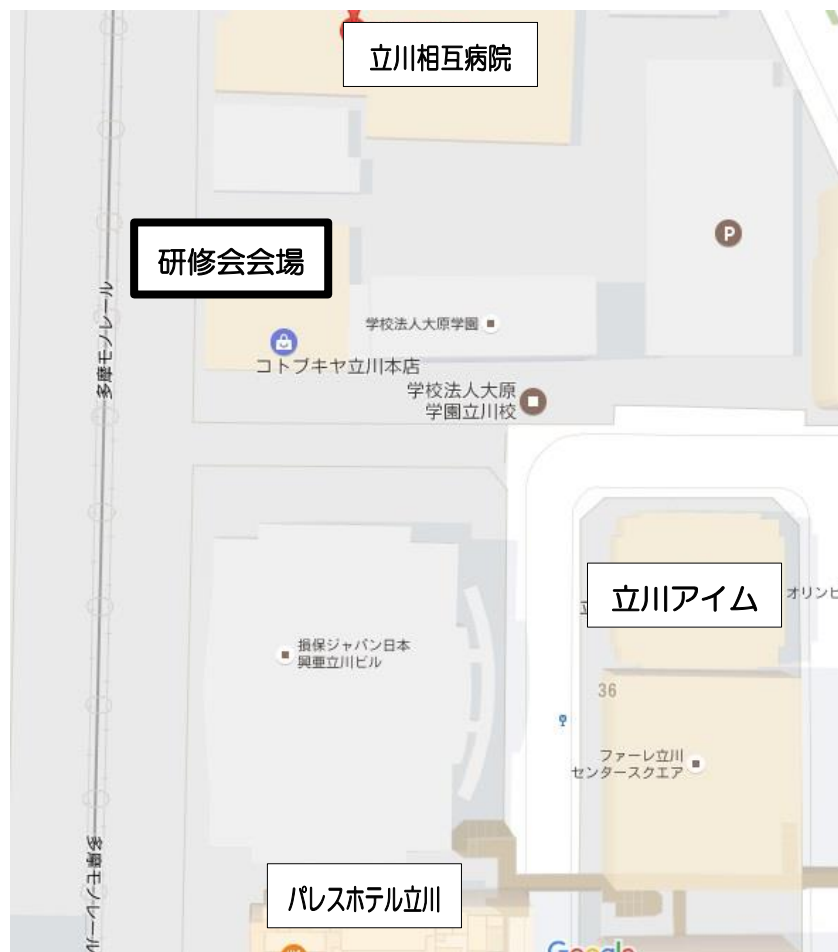 立川相互病院
P
研修会会場
多摩モノレール
学校法人大原学園
コトブキヤ立川本店
学校法人大原
学園立川校
立川アイム
オリンピ
損保ジャパン日本
興亜立川ビル
36
ファーレ立川
センタースクエア
多摩モノレール
パレスホテル立川
Google